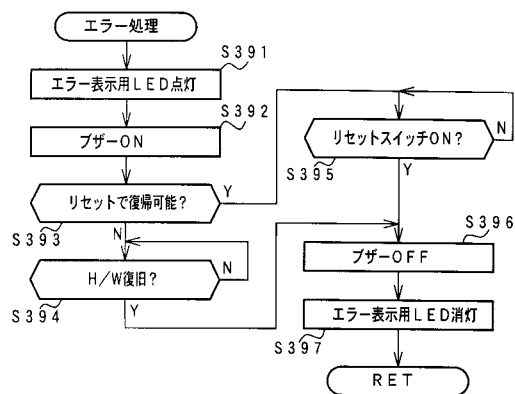 エラー処理
S391
エラー表示用LED点灯
S392
ブザーON
リセットで復帰可能?
Y
S393
N
H/W復旧?
N
S394
Y
リセットスイッチON?
N
S395
Y
S396
ブザーOFF
エラー表示用LED消灯
S397
RET